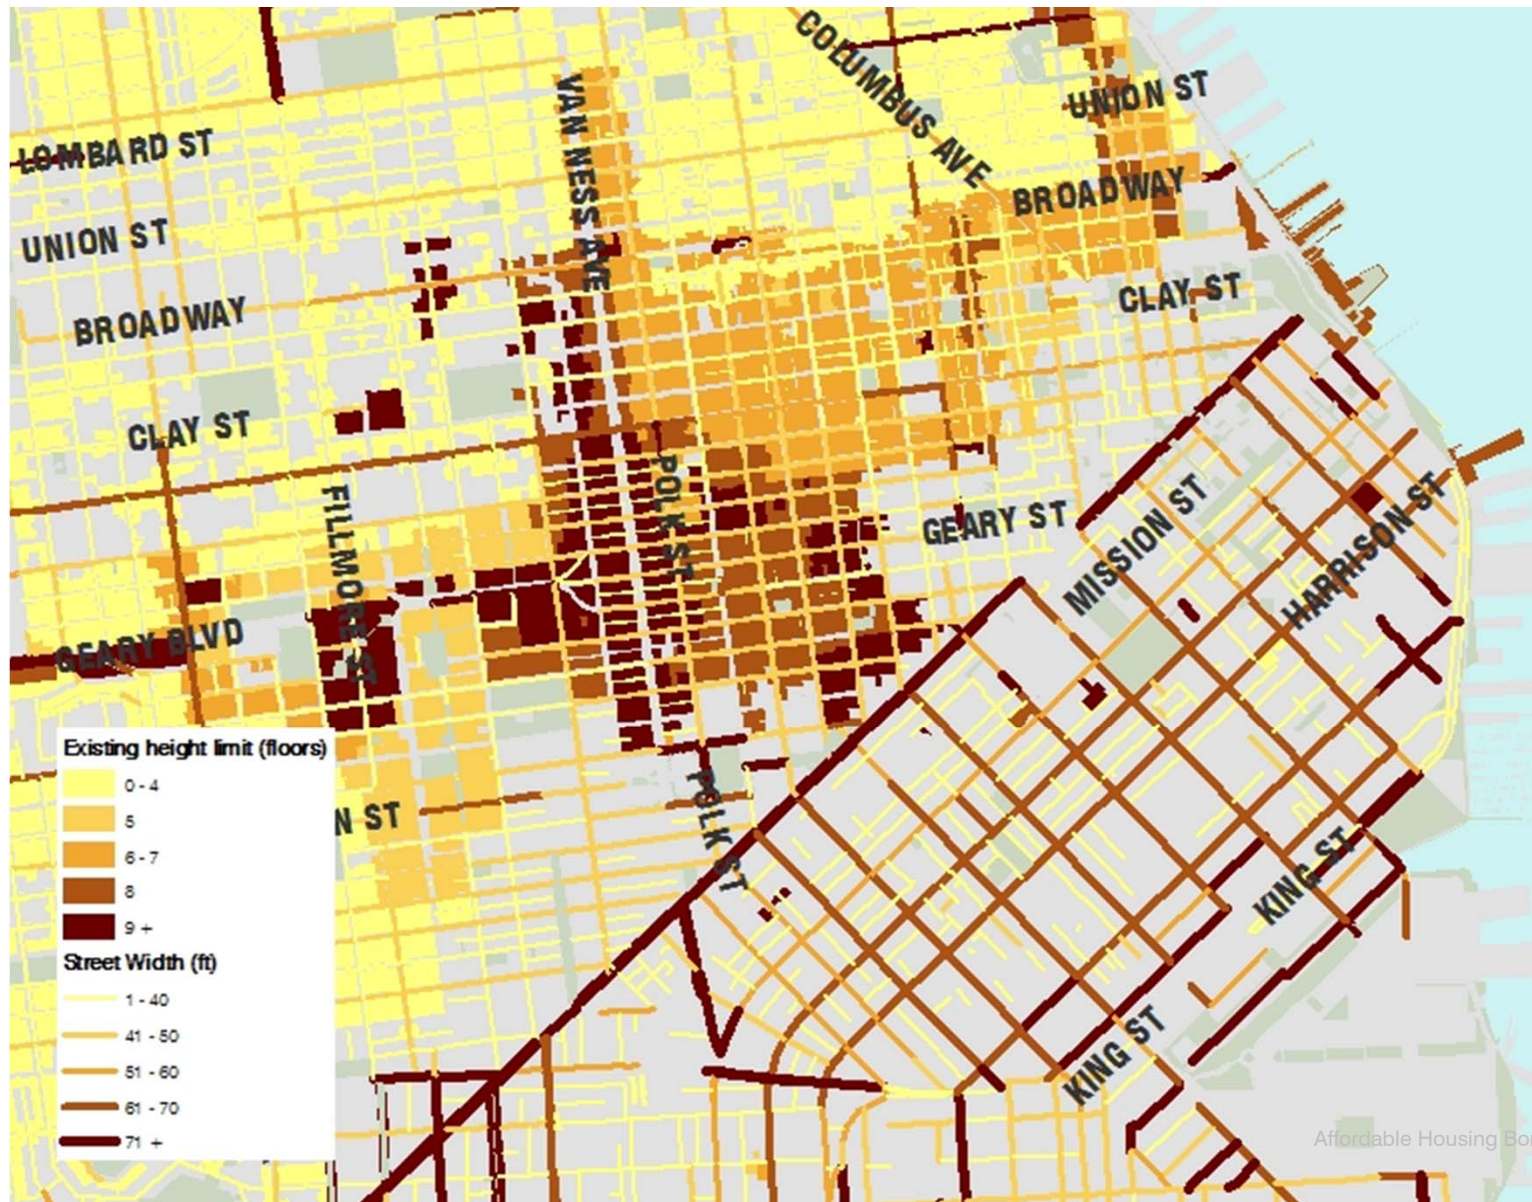 COLUMBUS AVE
UNION ST
VAN NESS AVE
LOMBARD ST
BROADWAY
UNION ST
CLAY ST
BROADWAY
CLAY ST
POLK ST
GEARY ST
MISSION ST
HARRISON ST
FILLMORE ST
GEARY BLVD
Existing height limit (floors)
0 - 4
5
6 - 7
8
9 +
Street Width (ft)
1 - 40
41 - 50
51 - 60
61 - 70
71 +
N ST
POLK ST
KING ST
KING ST
Affordable Housing Bo